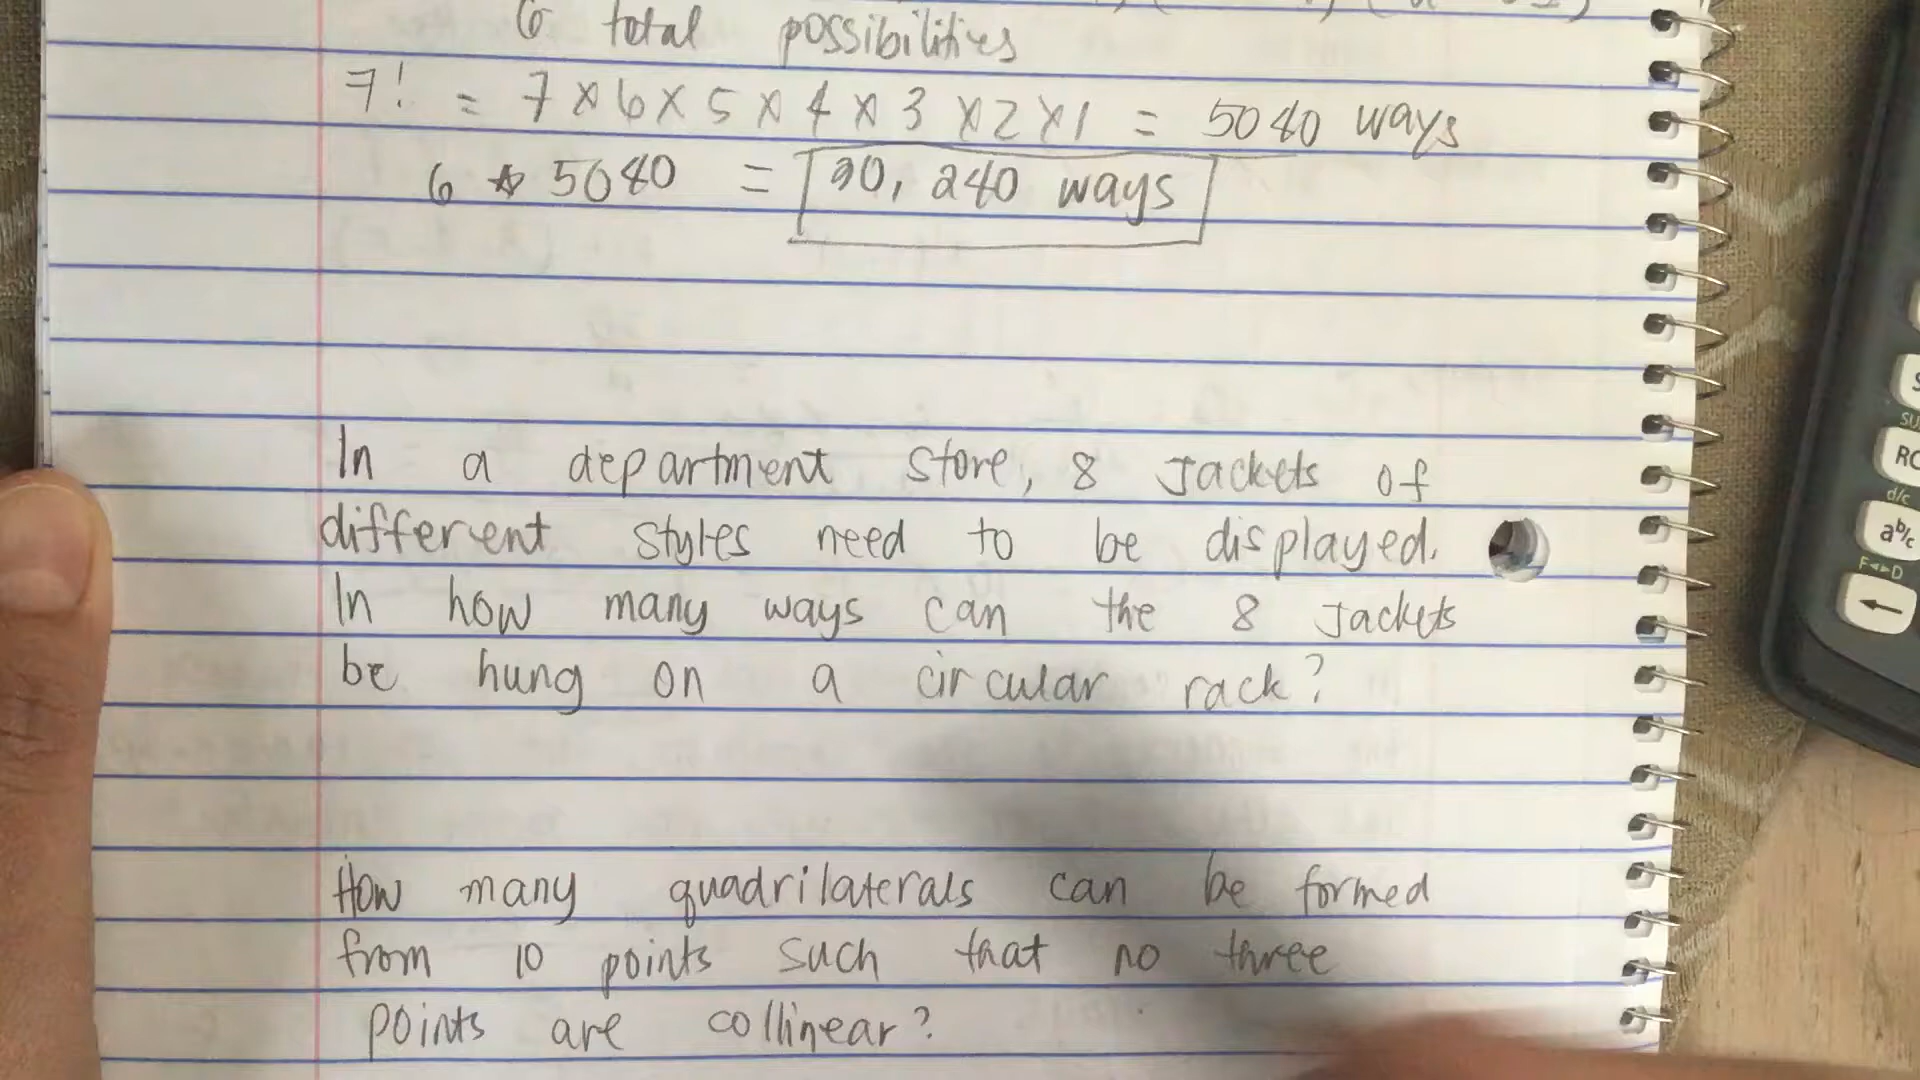 6 total possibilities
7! = 7 × 6 × 5 × 4 × 3 × 2 × 1 = 5040 ways
6 * 5040 = 30,240 ways
In a department store, 8 Jackets of
different styles need to be displayed.
In how many ways can the 8 Jackets
be hung on a circular rack?
How many quadrilaterals can be formed
from 10 points such that no three
points are collinear?
SU
RC
d/c
ab/c
F◄►D
←